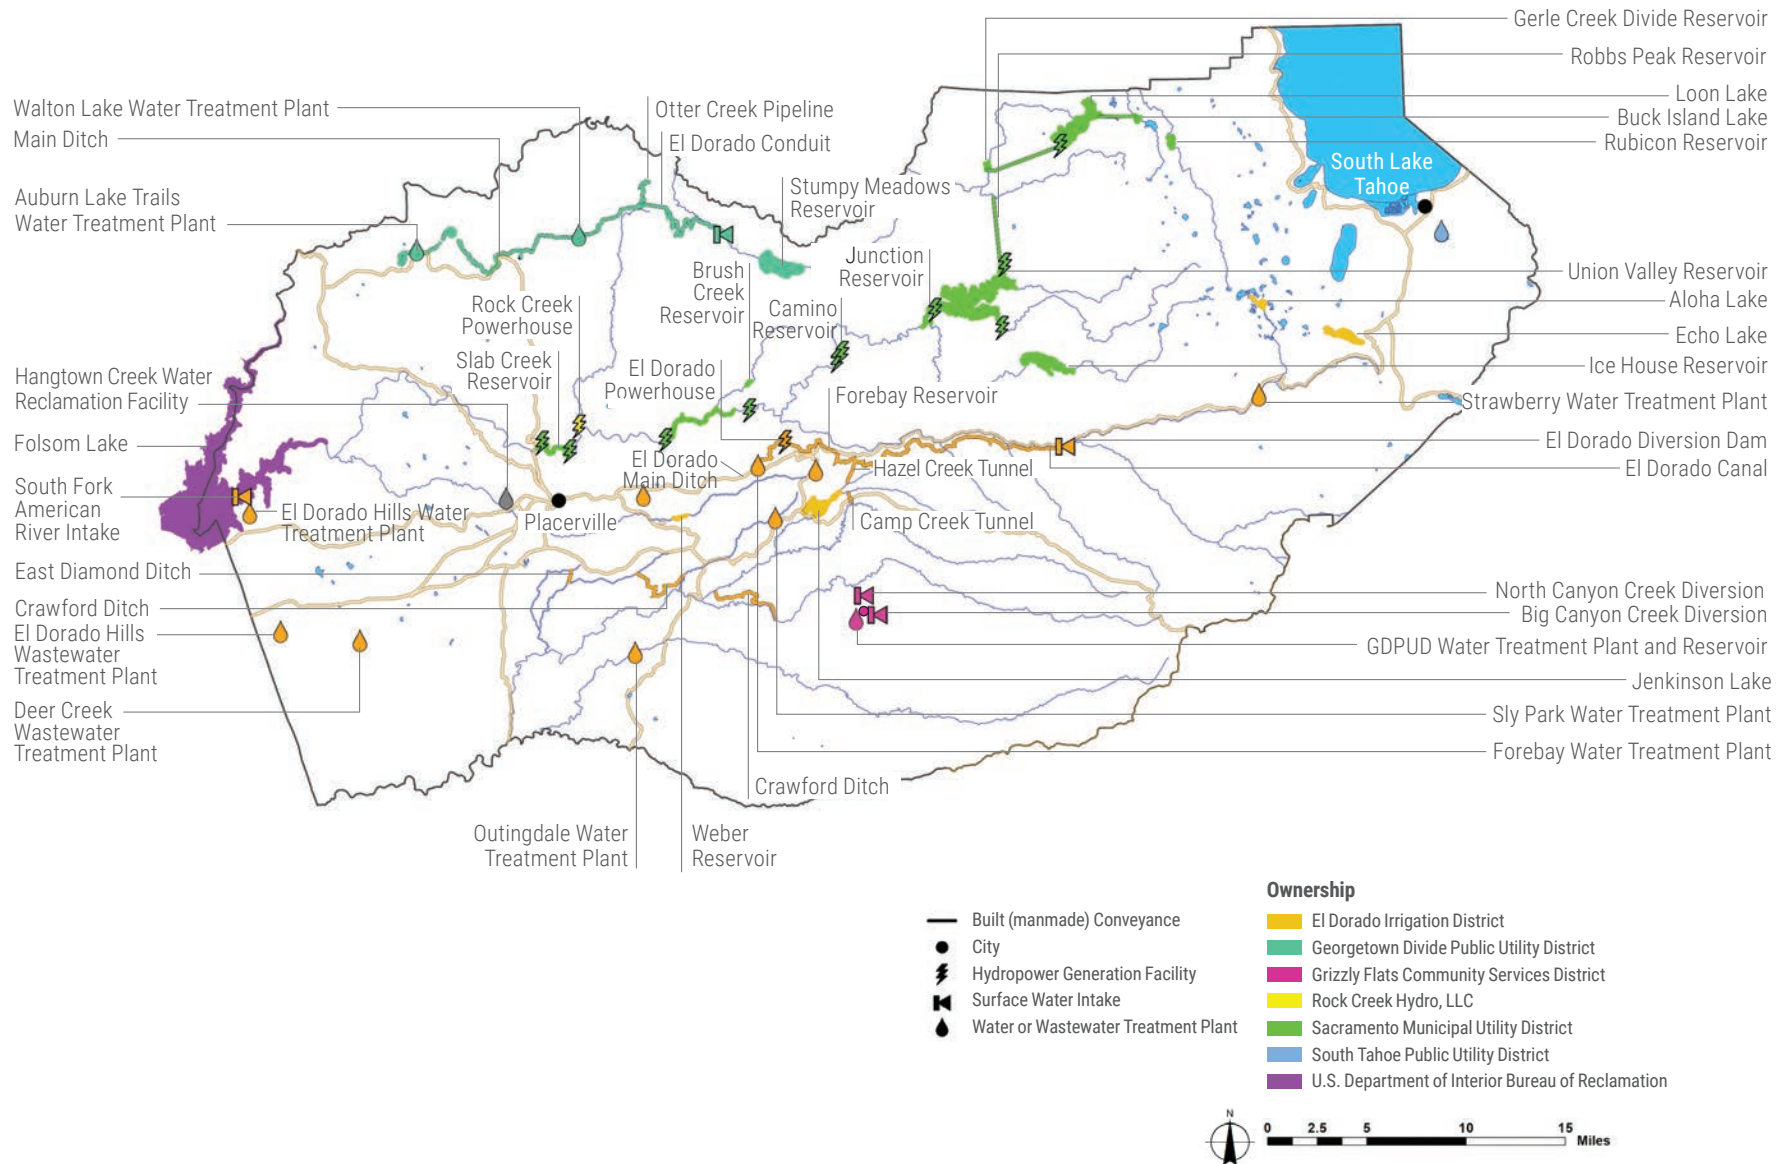 Gerle Creek Divide Reservoir
Robbs Peak Reservoir
Loon Lake
Buck Island Lake
Rubicon Reservoir
Walton Lake Water Treatment Plant
Main Ditch
Otter Creek Pipeline
El Dorado Conduit
Auburn Lake Trails
Water Treatment Plant
Stumpy Meadows
Reservoir
South Lake
Tahoe
Junction
Reservoir
Brush
Creek
Reservoir
Camino
Reservoir
Rock Creek
Powerhouse
Slab Creek
Reservoir
El Dorado
Powerhouse
Forebay Reservoir
Union Valley Reservoir
Aloha Lake
Echo Lake
Ice House Reservoir
Strawberry Water Treatment Plant
El Dorado Diversion Dam
El Dorado Canal
Hangtown Creek Water
Reclamation Facility
Folsom Lake
South Fork
American
River Intake
El Dorado Hills Water
Treatment Plant
El Dorado
Main Ditch
Hazel Creek Tunnel
Placerville
Camp Creek Tunnel
East Diamond Ditch
Crawford Ditch
El Dorado Hills
Wastewater
Treatment Plant
Deer Creek
Wastewater
Treatment Plant
North Canyon Creek Diversion
Big Canyon Creek Diversion
GDPUD Water Treatment Plant and Reservoir
Jenkinson Lake
Sly Park Water Treatment Plant
Forebay Water Treatment Plant
Crawford Ditch
Outingdale Water
Treatment Plant
Weber
Reservoir
Built (manmade) Conveyance
City
Hydropower Generation Facility
Surface Water Intake
Water or Wastewater Treatment Plant
Ownership
El Dorado Irrigation District
Georgetown Divide Public Utility District
Grizzly Flats Community Services District
Rock Creek Hydro, LLC
Sacramento Municipal Utility District
South Tahoe Public Utility District
U.S. Department of Interior Bureau of Reclamation
N
0 2.5 5 10 15
Miles